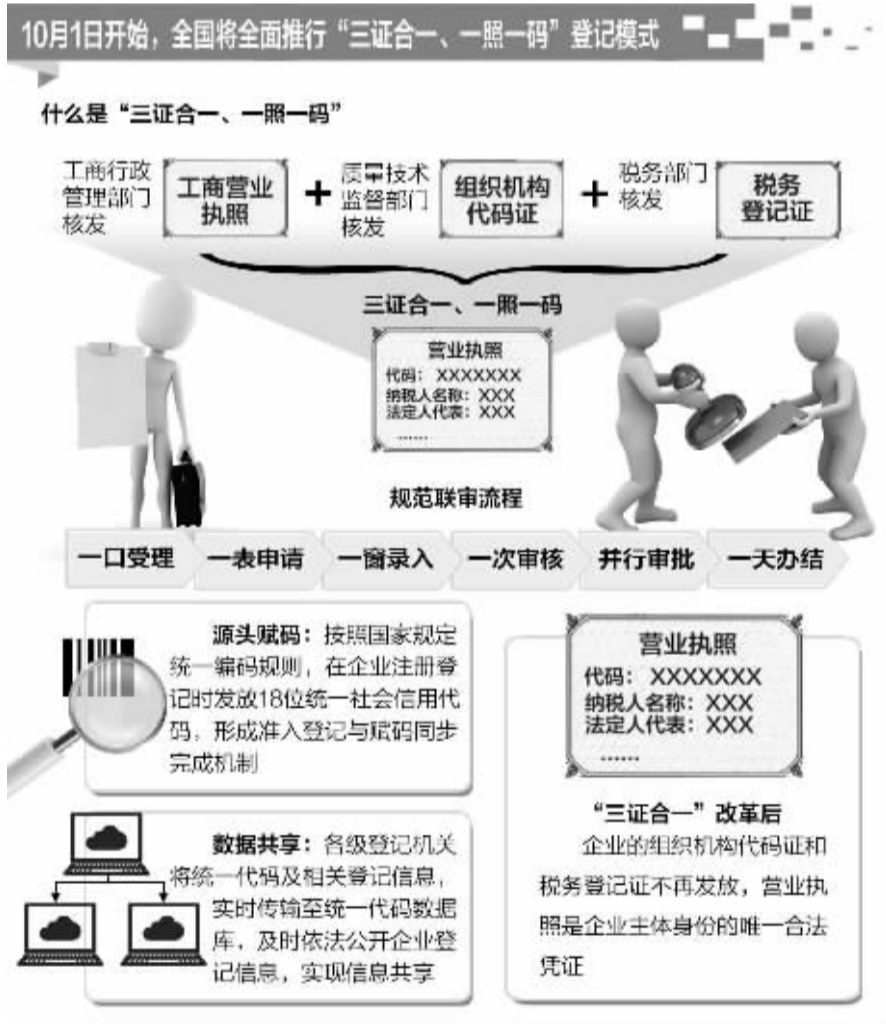 10月1日开始，全国将全面推行“三证合一、一照一码”登记模式
什么是“三证合一、一照一码”
工商行政
管理部门
核发
工商营业
执照
+
质量技术
监督部门
核发
组织机构
代码证
+
税务部门
核发
税务
登记证
三证合一、一照一码
营业执照
代码：XXXXXXX
纳税人名称：XXX
法定人代表：XXX
……
规范联审流程
一口受理
一表申请
一窗录入
一次审核
并行审批
一天办结
源头赋码：按照国家规定
统一编码规则，在企业注册登
记时发放18位统一社会信用代
码，形成准入登记与赋码同步
完成机制
数据共享：各级登记机关
将统一代码及相关登记信息，
实时传输至统一代码数据
库，及时依法公开企业登
记信息，实现信息共享
营业执照
代码：XXXXXXX
纳税人名称：XXX
法定人代表：XXX
……
“三证合一”改革后
企业的组织机构代码证和
税务登记证不再发放，营业执
照是企业主体身份的唯一合法
凭证